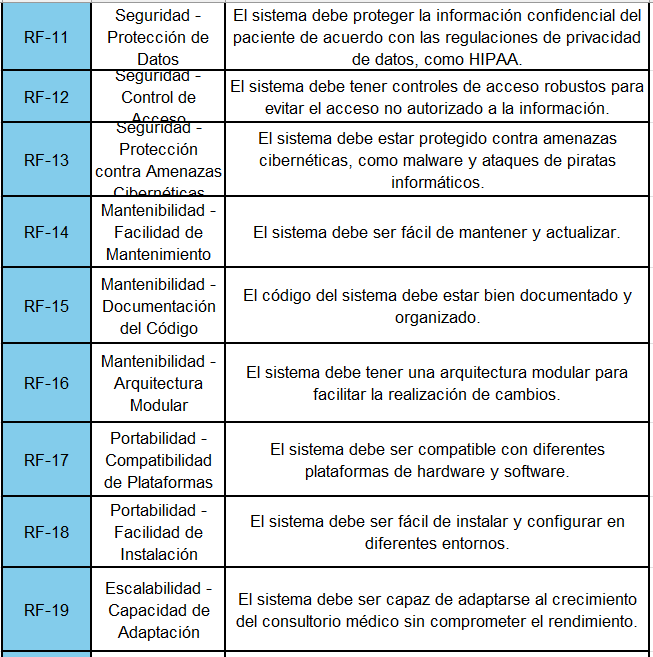 RF-11
Seguridad -
Protección de
Datos
El sistema debe proteger la información confidencial del
paciente de acuerdo con las regulaciones de privacidad
de datos, como HIPAA.
RF-12
Seguridad -
Control de
Acceso
El sistema debe tener controles de acceso robustos para
evitar el acceso no autorizado a la información.
RF-13
Seguridad -
Protección
contra Amenazas
Cibernéticas
El sistema debe estar protegido contra amenazas
cibernéticas, como malware y ataques de piratas
informáticos.
RF-14
Mantenibilidad -
Facilidad de
Mantenimiento
El sistema debe ser fácil de mantener y actualizar.
RF-15
Mantenibilidad -
Documentación
del Código
El código del sistema debe estar bien documentado y
organizado.
RF-16
Mantenibilidad -
Arquitectura
Modular
El sistema debe tener una arquitectura modular para
facilitar la realización de cambios.
RF-17
Portabilidad -
Compatibilidad
de Plataformas
El sistema debe ser compatible con diferentes
plataformas de hardware y software.
RF-18
Portabilidad -
Facilidad de
Instalación
El sistema debe ser fácil de instalar y configurar en
diferentes entornos.
RF-19
Escalabilidad -
Capacidad de
Adaptación
El sistema debe ser capaz de adaptarse al crecimiento
del consultorio médico sin comprometer el rendimiento.